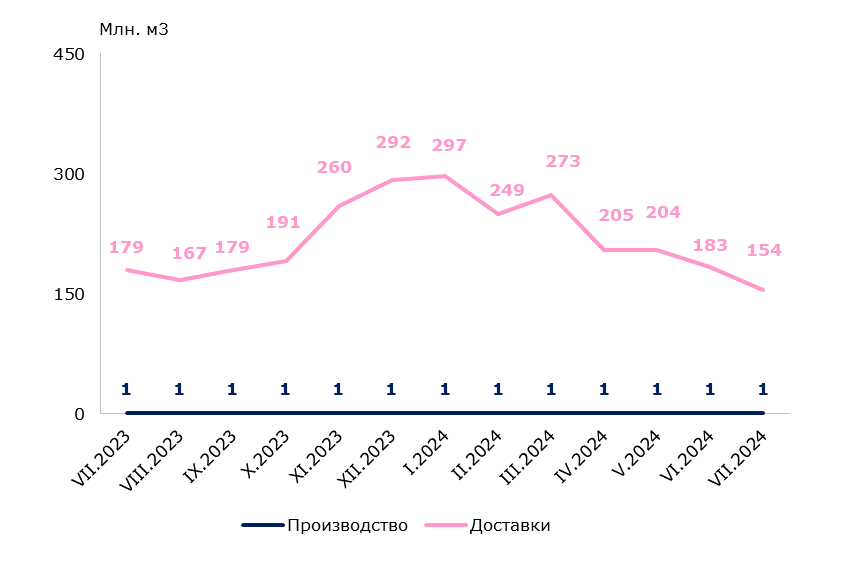 Млн. м3
450
300
150
0
179 167 179 191 260 292 297 249 273 205 204 183 154
1 1 1 1 1 1 1 1 1 1 1 1 1
VII.2023 VIII.2023 IX.2023 X.2023 XI.2023 XII.2023 I.2024 II.2024 III.2024 IV.2024 V.2024 VI.2024 VII.2024
Производство Доставки